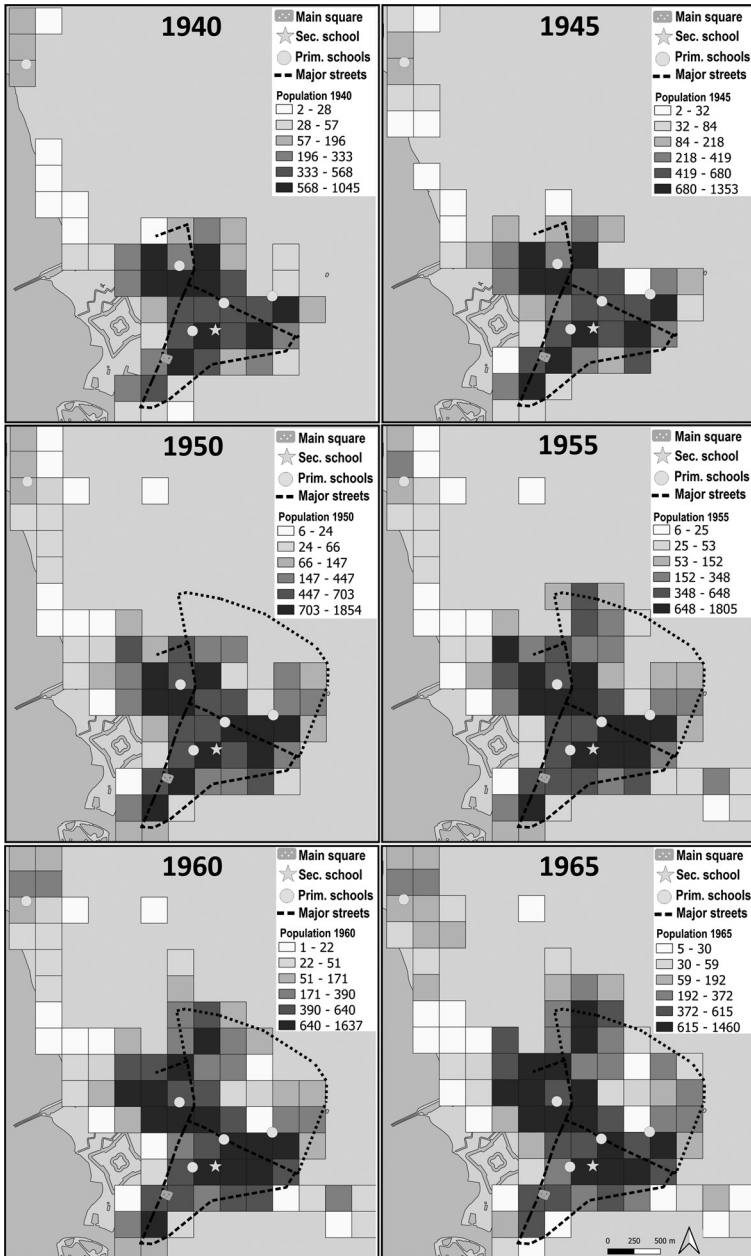 1940
Main square
Sec. school
Prim. schools
Major streets
Population 1940
2 - 28
28 - 57
57 - 196
196 - 333
333 - 568
568 - 1045
1945
Main square
Sec. school
Prim. schools
Major streets
Population 1945
2 - 32
32 - 84
84 - 218
218 - 419
419 - 680
680 - 1353
1950
Main square
Sec. school
Prim. schools
Major streets
Population 1950
6 - 24
24 - 66
66 - 147
147 - 447
447 - 703
703 - 1854
1955
Main square
Sec. school
Prim. schools
Major streets
Population 1955
6 - 25
25 - 53
53 - 152
152 - 348
348 - 648
648 - 1805
1960
Main square
Sec. school
Prim. schools
Major streets
Population 1960
1 - 22
22 - 51
51 - 171
171 - 390
390 - 640
640 - 1637
1965
Main square
Sec. school
Prim. schools
Major streets
Population 1965
5 - 30
30 - 59
59 - 192
192 - 372
372 - 615
615 - 1460
0 250 500 m